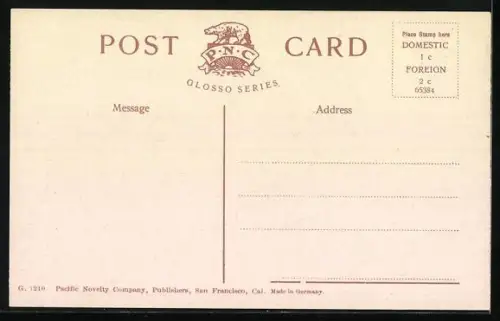 POST CARD
P·N·C
GLOSSO SERIES
Place Stamp here
DOMESTIC
1 c
FOREIGN
2 c
65384
Message
Address
G. 1210 Pacific Novelty Company, Publishers, San Francisco, Cal. Made in Germany.